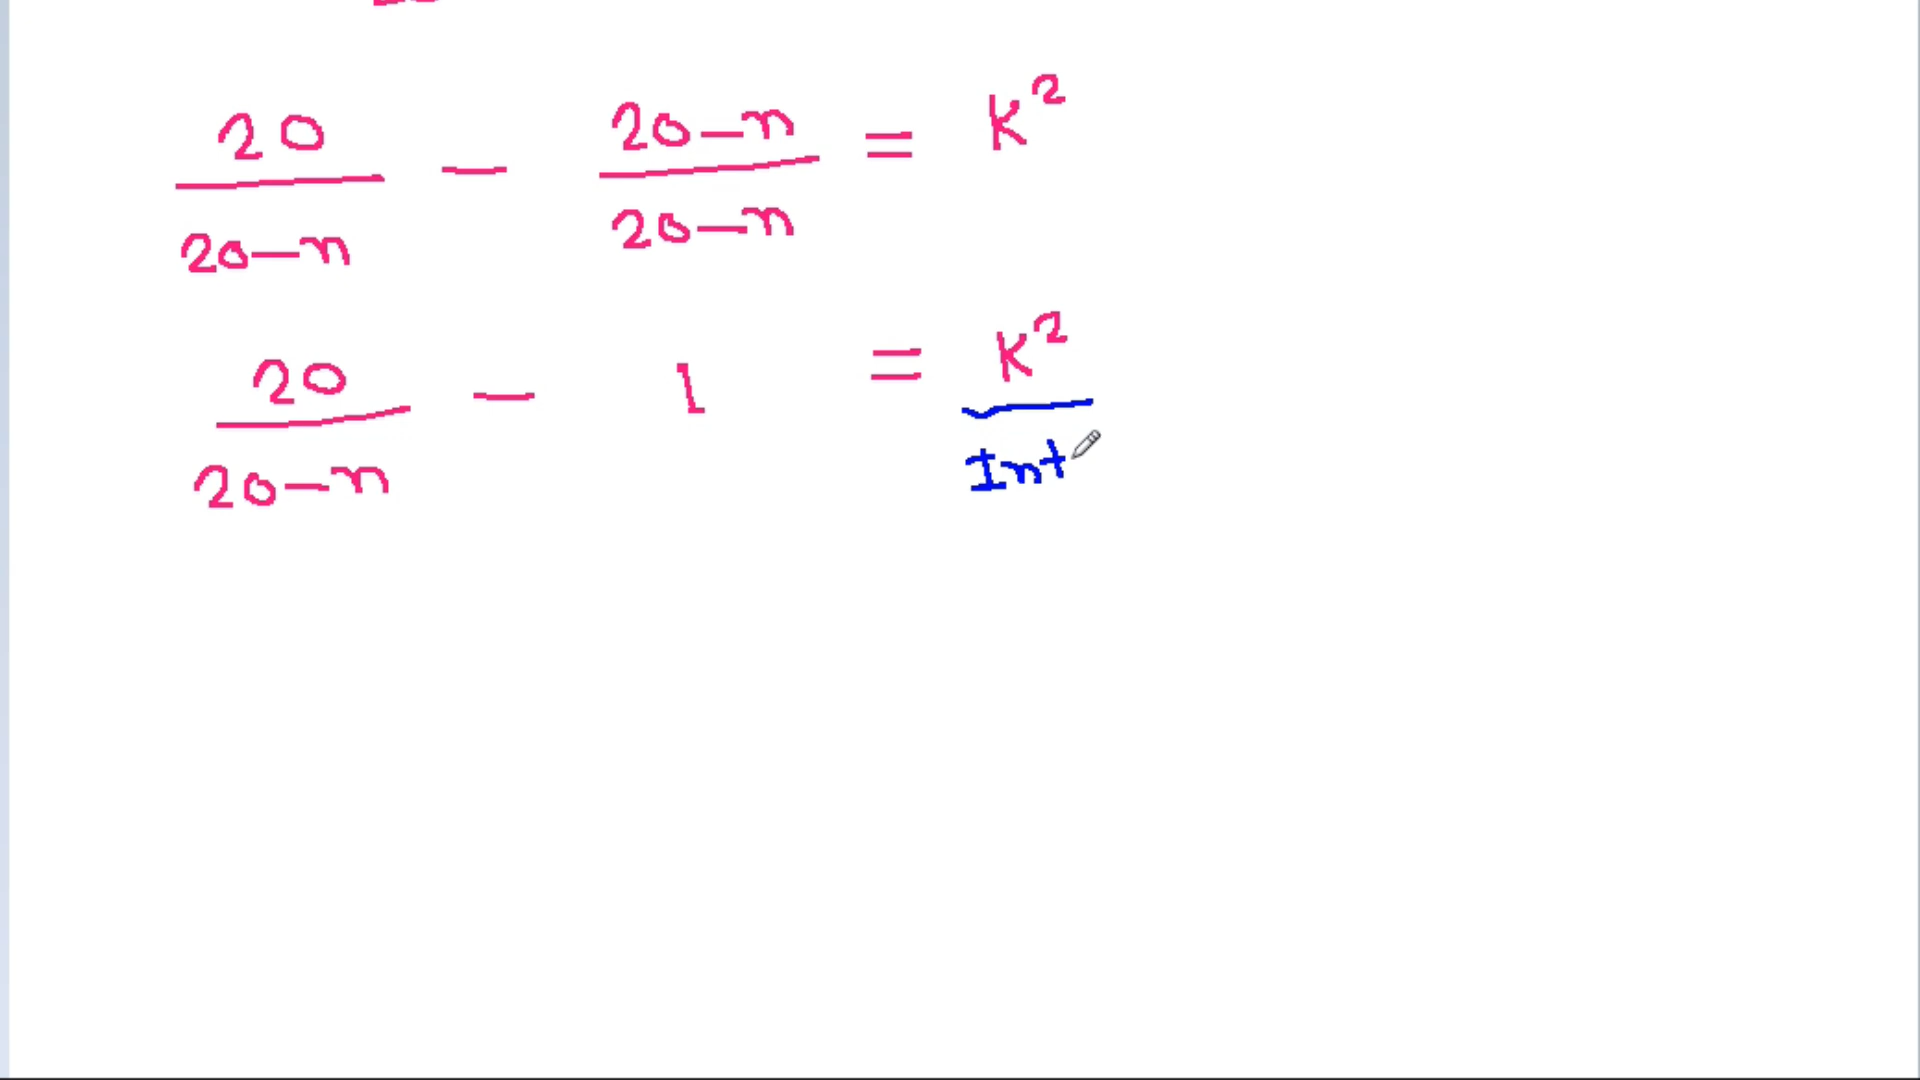 20 / 20-n - 20-n / 20-n = K²
20 / 20-n - 1 = K²
Int